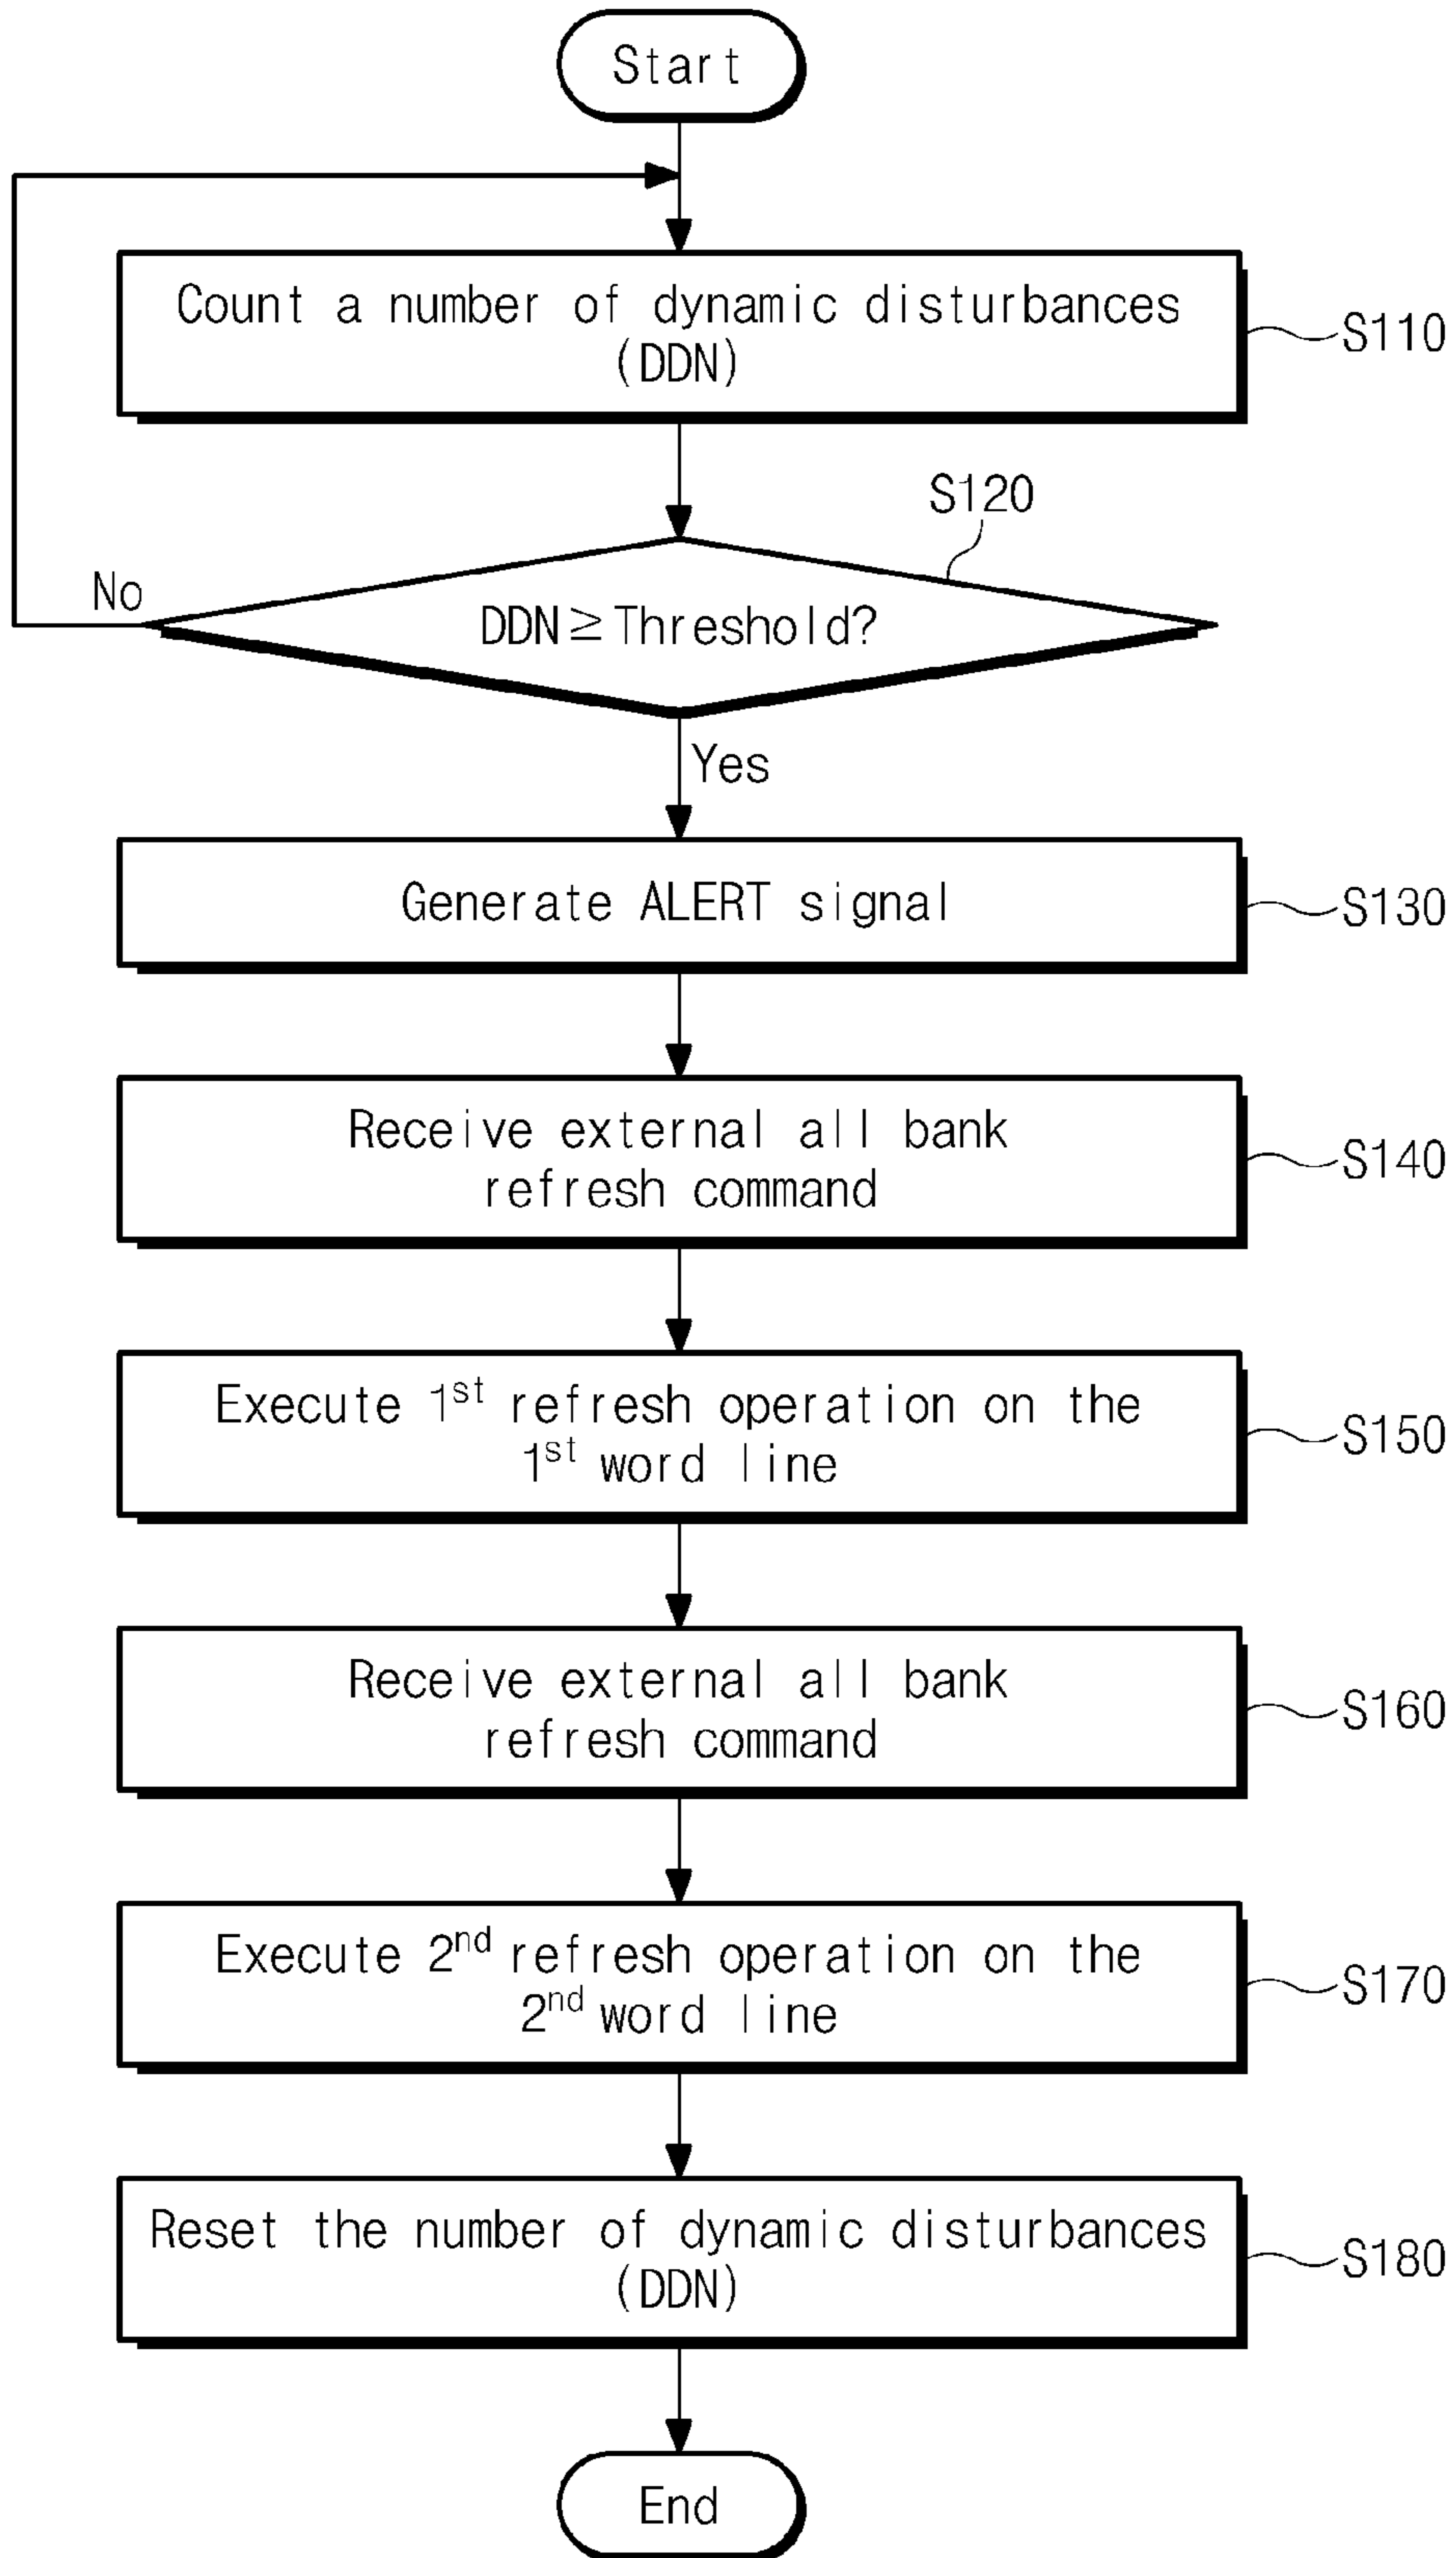 Start
Count a number of dynamic disturbances
(DDN)
S110
S120
No
DDN≥Threshold?
Yes
Generate ALERT signal
S130
Receive external all bank
refresh command
S140
Execute 1st refresh operation on the
1st word line
S150
Receive external all bank
refresh command
S160
Execute 2nd refresh operation on the
2nd word line
S170
Reset the number of dynamic disturbances
(DDN)
S180
End